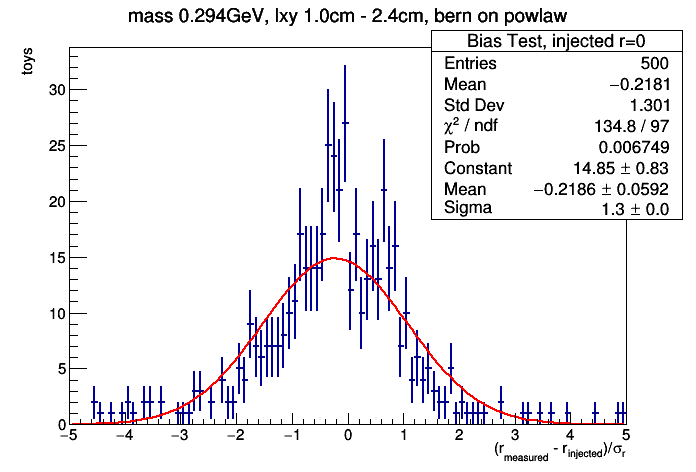 mass 0.294GeV, lxy 1.0cm - 2.4cm, bern on powlaw
toys
Bias Test, injected r=0
Entries 500
Mean −0.2181
Std Dev 1.301
χ² / ndf 134.8 / 97
Prob 0.006749
Constant 14.85 ± 0.83
Mean −0.2186 ± 0.0592
Sigma 1.3 ± 0.0
30
25
20
15
10
5
0
−5 −4 −3 −2 −1 0 1 2 3 4 5
(r_measured - r_injected)/σ_r